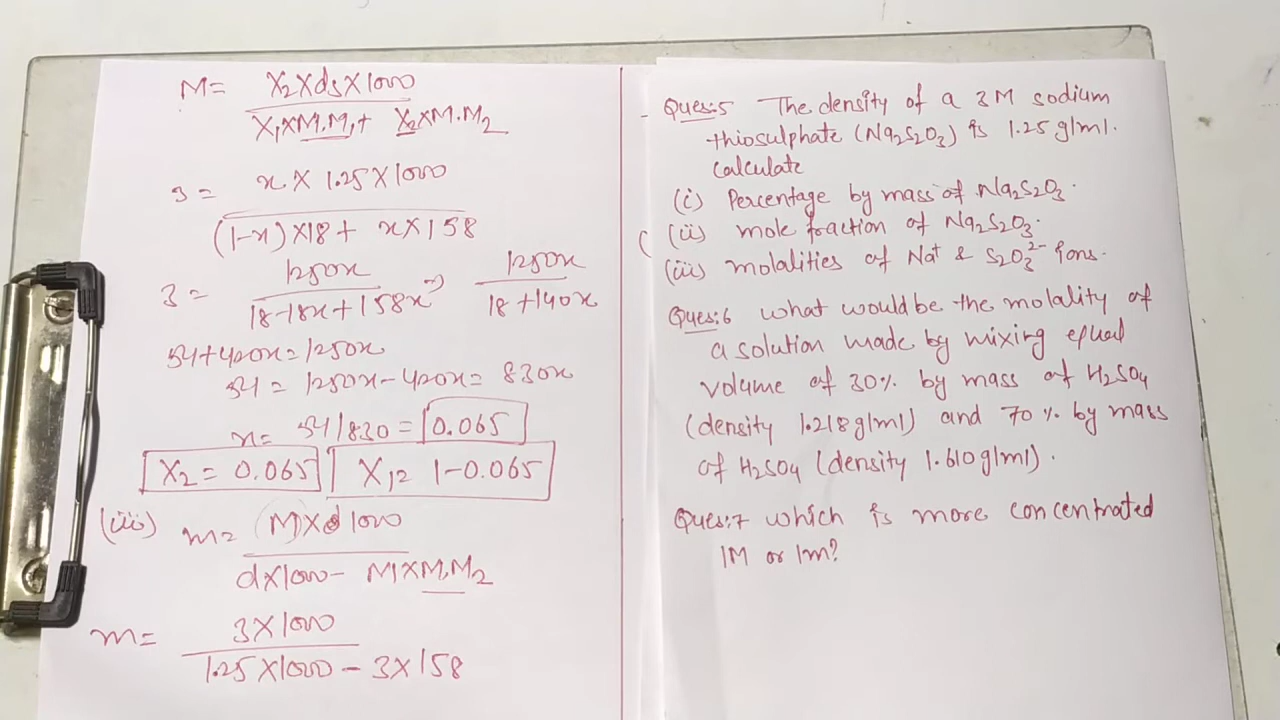 M= X2×ds×1000
X1×M.M1+ X2×M.M2
3= x×1.25×1000
(1-x)×18+ x×158
3= 1250x
18-18x+158x ⇒ 1250x
18+140x
54+420x=1250x
54 = 1250x-420x= 830x
x= 54/830=0.065
X2=0.065 X1= 1-0.065
(iii) m= M×1000
d×1000- M×M.M2
m= 3×1000
1.25×1000-3×158
Ques:5 The density of a 3M sodium
thiosulphate (Na2S2O3) is 1.25 g/ml.
calculate
(i) Percentage by mass of Na2S2O3.
(ii) mole fraction of Na2S2O3.
(iii) molalities of Na+ & S2O3^2- ions.
Ques:6 what would be the molality of
a solution made by mixing equal
volume of 30% by mass of H2SO4
(density 1.218g/ml) and 70% by mass
of H2SO4 (density 1.610g/ml).
Ques:7 which is more concentrated
1M or 1m?